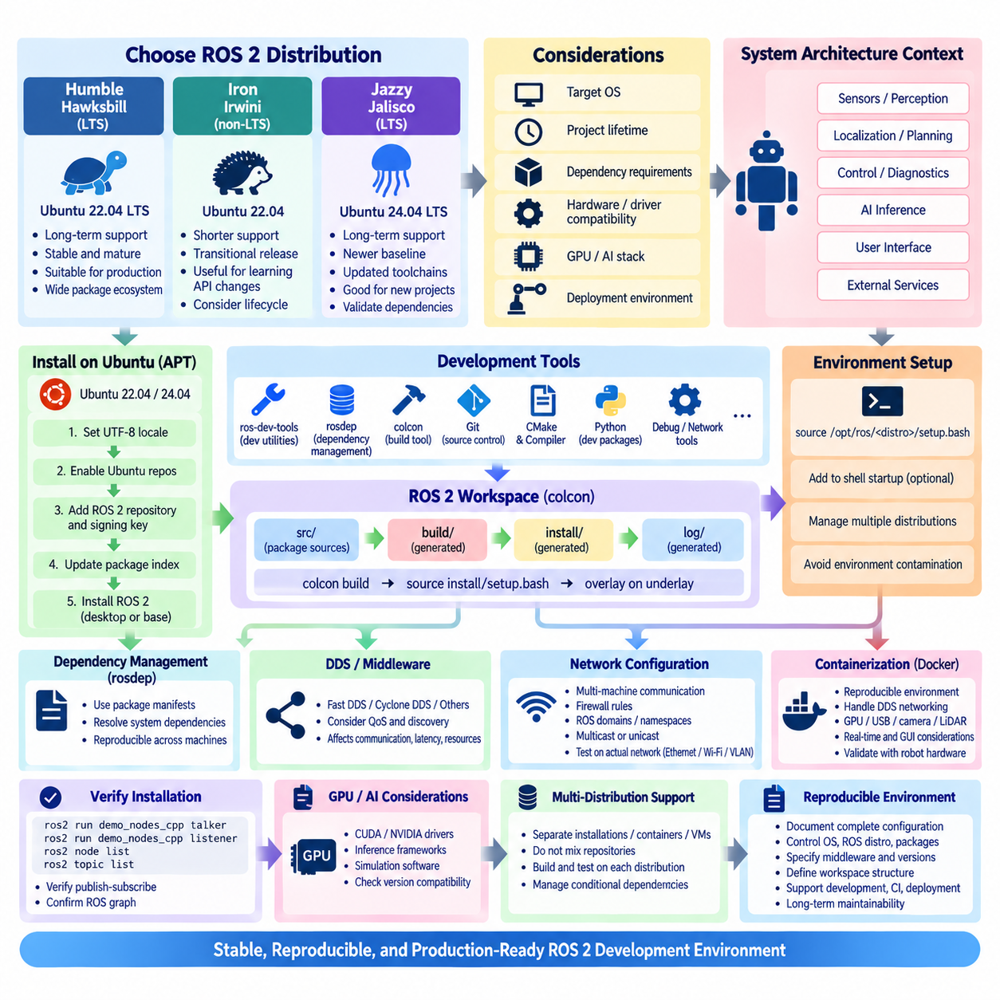 Choose ROS 2 Distribution
Humble
Hawksbill
(LTS)
Ubuntu 22.04 LTS
• Long-term support
• Stable and mature
• Suitable for production
• Wide package ecosystem
Iron
Irwini
(non-LTS)
Ubuntu 22.04
• Shorter support
• Transitional release
• Useful for learning
API changes
• Consider lifecycle
Jazzy
Jalisco
(LTS)
Ubuntu 24.04 LTS
• Long-term support
• Newer baseline
• Updated toolchains
• Good for new projects
• Validate dependencies
Considerations
Target OS
Project lifetime
Dependency requirements
Hardware / driver
compatibility
GPU / AI stack
Deployment environment
System Architecture Context
Sensors / Perception
Localization / Planning
Control / Diagnostics
AI Inference
User Interface
External Services
Install on Ubuntu (APT)
Ubuntu 22.04 / 24.04
1. Set UTF-8 locale
2. Enable Ubuntu repos
3. Add ROS 2 repository
and signing key
4. Update package index
5. Install ROS 2
(desktop or base)
Development Tools
ros-dev-tools
(dev utilities)
rosdep
(dependency
management)
colcon
(build tool)
Git
(source control)
CMake
& Compiler
Python
(dev packages)
Debug / Network
tools
...
ROS 2 Workspace (colcon)
src/
(package sources)
build/
(generated)
install/
(generated)
log/
(generated)
colcon build → source install/setup.bash → overlay on underlay
Environment Setup
>_
source /opt/ros/<distro>/setup.bash
Add to shell startup (optional)
Manage multiple distributions
Avoid environment contamination
Dependency Management
(rosdep)
• Use package manifests
• Resolve system dependencies
• Reproducible across machines
DDS / Middleware
• Fast DDS / Cyclone DDS / Others
• Consider QoS and discovery
• Affects communication, latency, resources
Network Configuration
• Multi-machine communication
• Firewall rules
• ROS domains / namespaces
• Multicast or unicast
• Test on actual network (Ethernet / Wi-Fi / VLAN)
Containerization (Docker)
• Reproducible environment
• Handle DDS networking
• GPU / USB / camera / LiDAR
• Real-time and GUI considerations
• Validate with robot hardware
Verify Installation
ros2 run demo_nodes_cpp talker
ros2 run demo_nodes_cpp listener
ros2 node list
ros2 topic list
• Verify publish-subscribe
• Confirm ROS graph
GPU / AI Considerations
GPU
• CUDA / NVIDIA drivers
• Inference frameworks
• Simulation software
• Check version compatibility
Multi-Distribution Support
• Separate installations / containers / VMs
• Do not mix repositories
• Build and test on each distribution
• Manage conditional dependencies
Reproducible Environment
• Document complete configuration
• Control OS, ROS distro, packages
• Specify middleware and versions
• Define workspace structure
• Support development, CI, deployment
• Long-term maintainability
Stable, Reproducible, and Production-Ready ROS 2 Development Environment